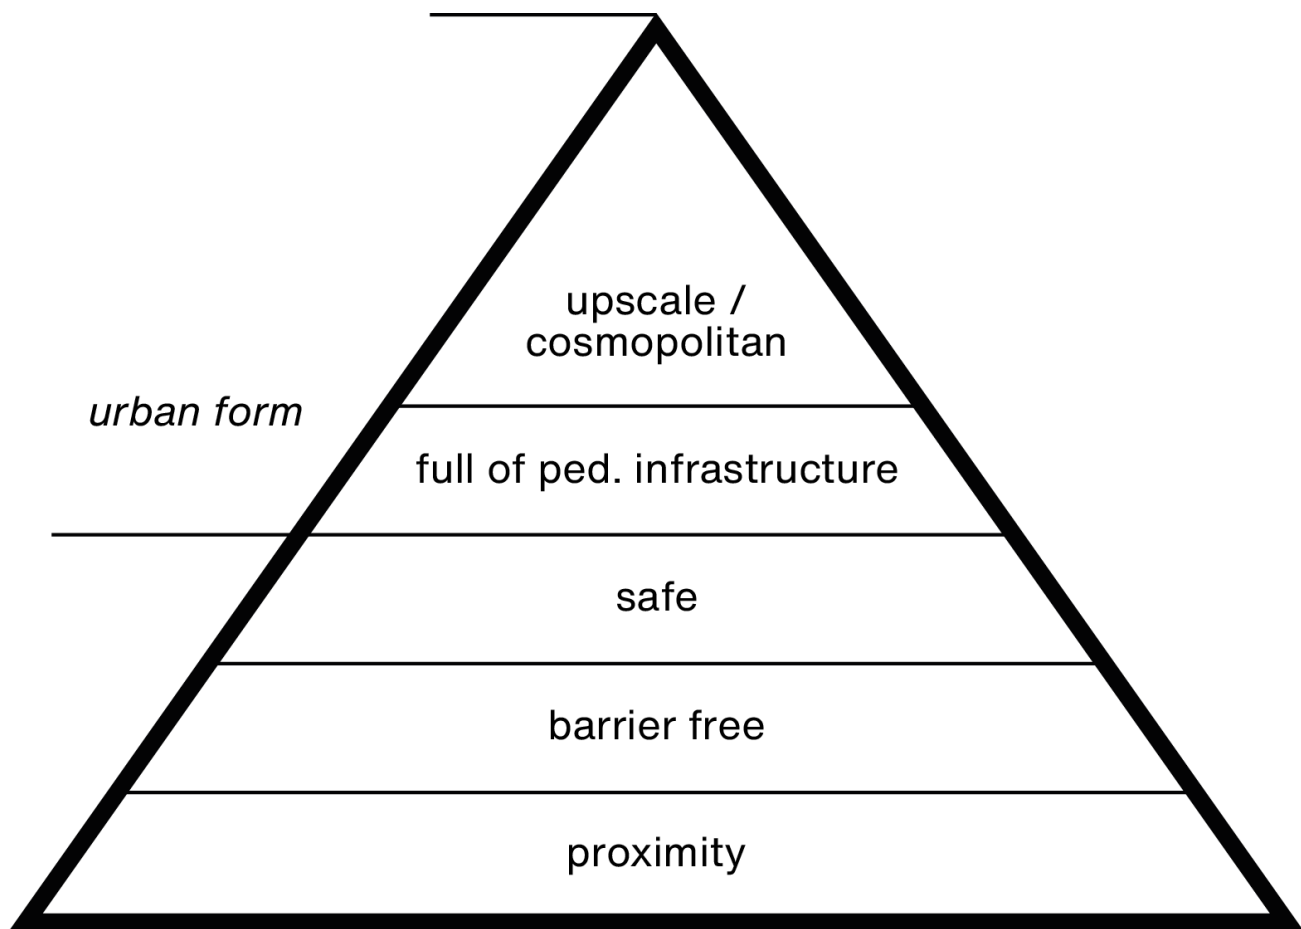 upscale /
cosmopolitan
urban form
full of ped. infrastructure
safe
barrier free
proximity